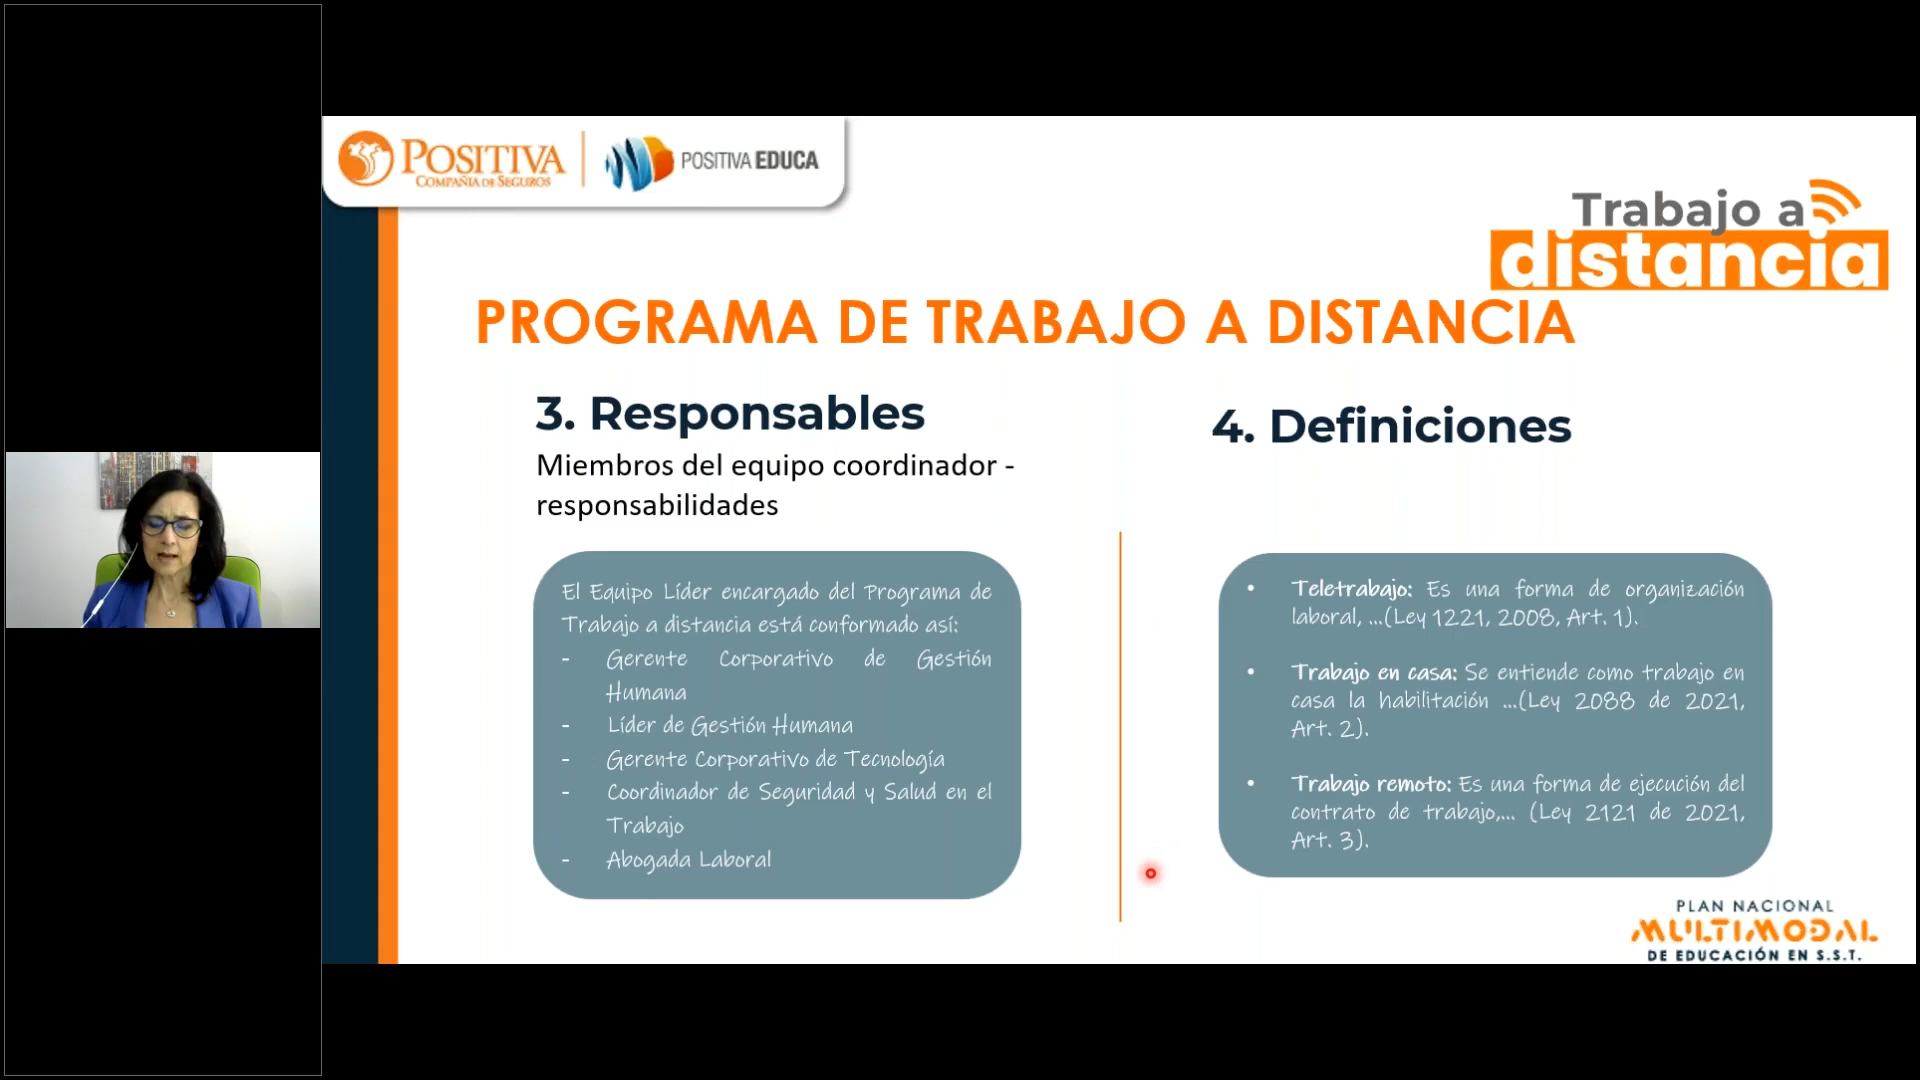 POSITIVA
COMPAÑÍA DE SEGUROS
POSITIVA EDUCA
Trabajo a
distancia
PROGRAMA DE TRABAJO A DISTANCIA
3. Responsables
Miembros del equipo coordinador -
responsabilidades
El Equipo Líder encargado del Programa de
Trabajo a distancia está conformado así:
- Gerente Corporativo de Gestión
Humana
- Líder de Gestión Humana
- Gerente Corporativo de Tecnología
- Coordinador de Seguridad y Salud en el
Trabajo
- Abogada Laboral
4. Definiciones
• Teletrabajo: Es una forma de organización
laboral, ...(Ley 1221, 2008, Art. 1).
• Trabajo en casa: Se entiende como trabajo en
casa la habilitación ...(Ley 2088 de 2021,
Art. 2).
• Trabajo remoto: Es una forma de ejecución del
contrato de trabajo,... (Ley 2121 de 2021,
Art. 3).
PLAN NACIONAL
MULTIMODAL
DE EDUCACIÓN EN S.S.T.